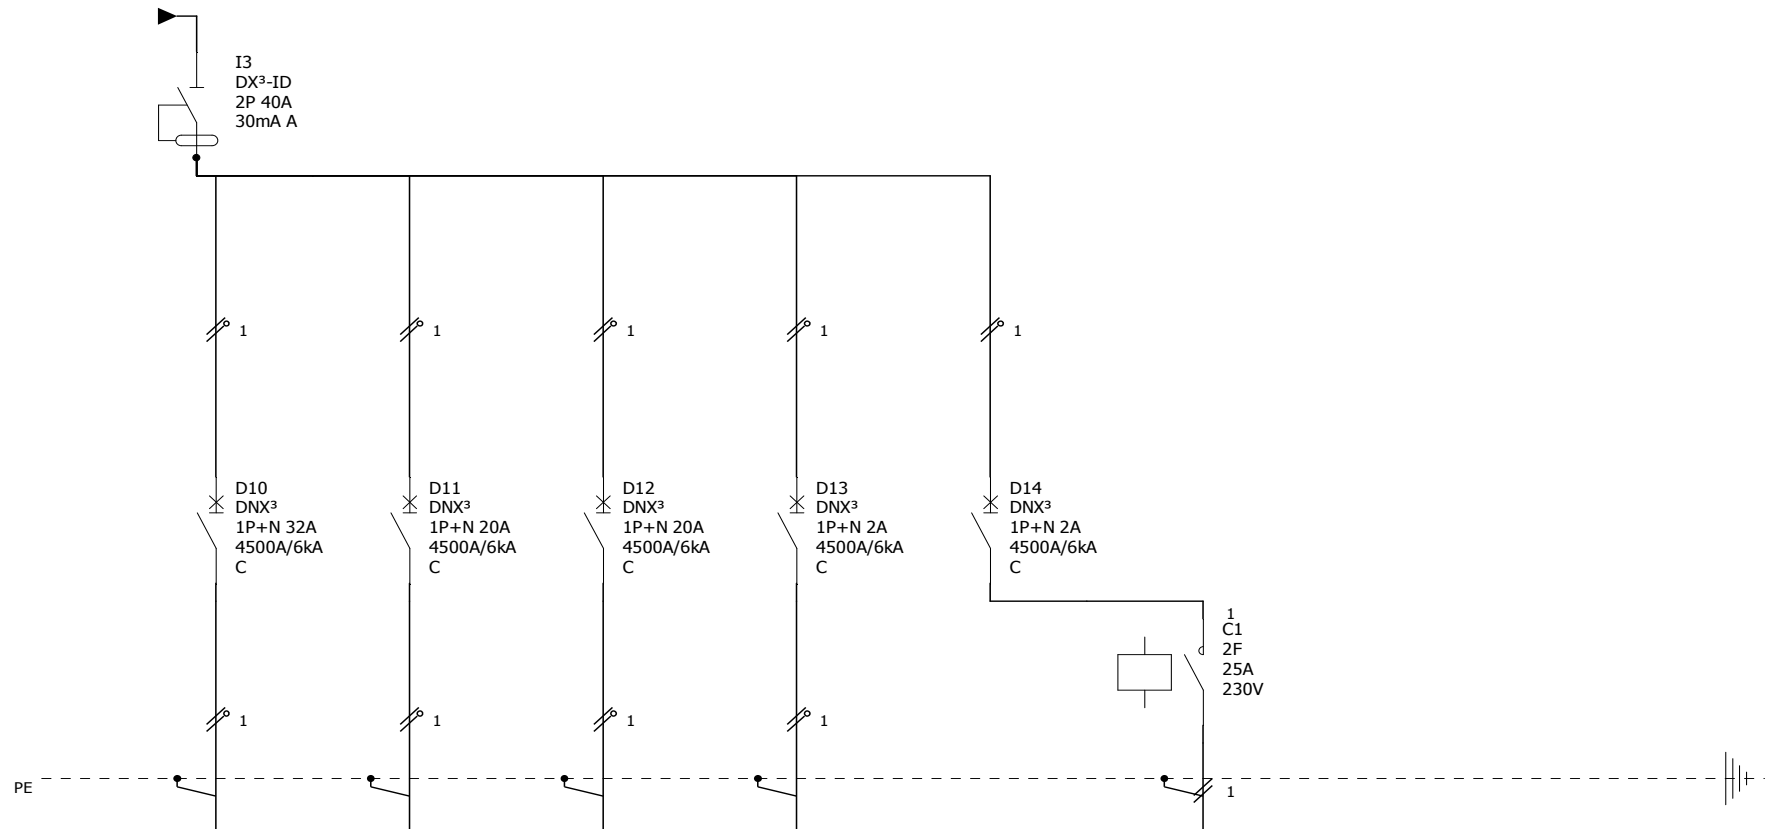 I3
DX³-ID
2P 40A
30mA A
1
1
1
1
1
D10
DNX³
1P+N 32A
4500A/6kA
C
D11
DNX³
1P+N 20A
4500A/6kA
C
D12
DNX³
1P+N 20A
4500A/6kA
C
D13
DNX³
1P+N 2A
4500A/6kA
C
D14
DNX³
1P+N 2A
4500A/6kA
C
1
C1
2F
25A
230V
1
1
1
1
PE
1